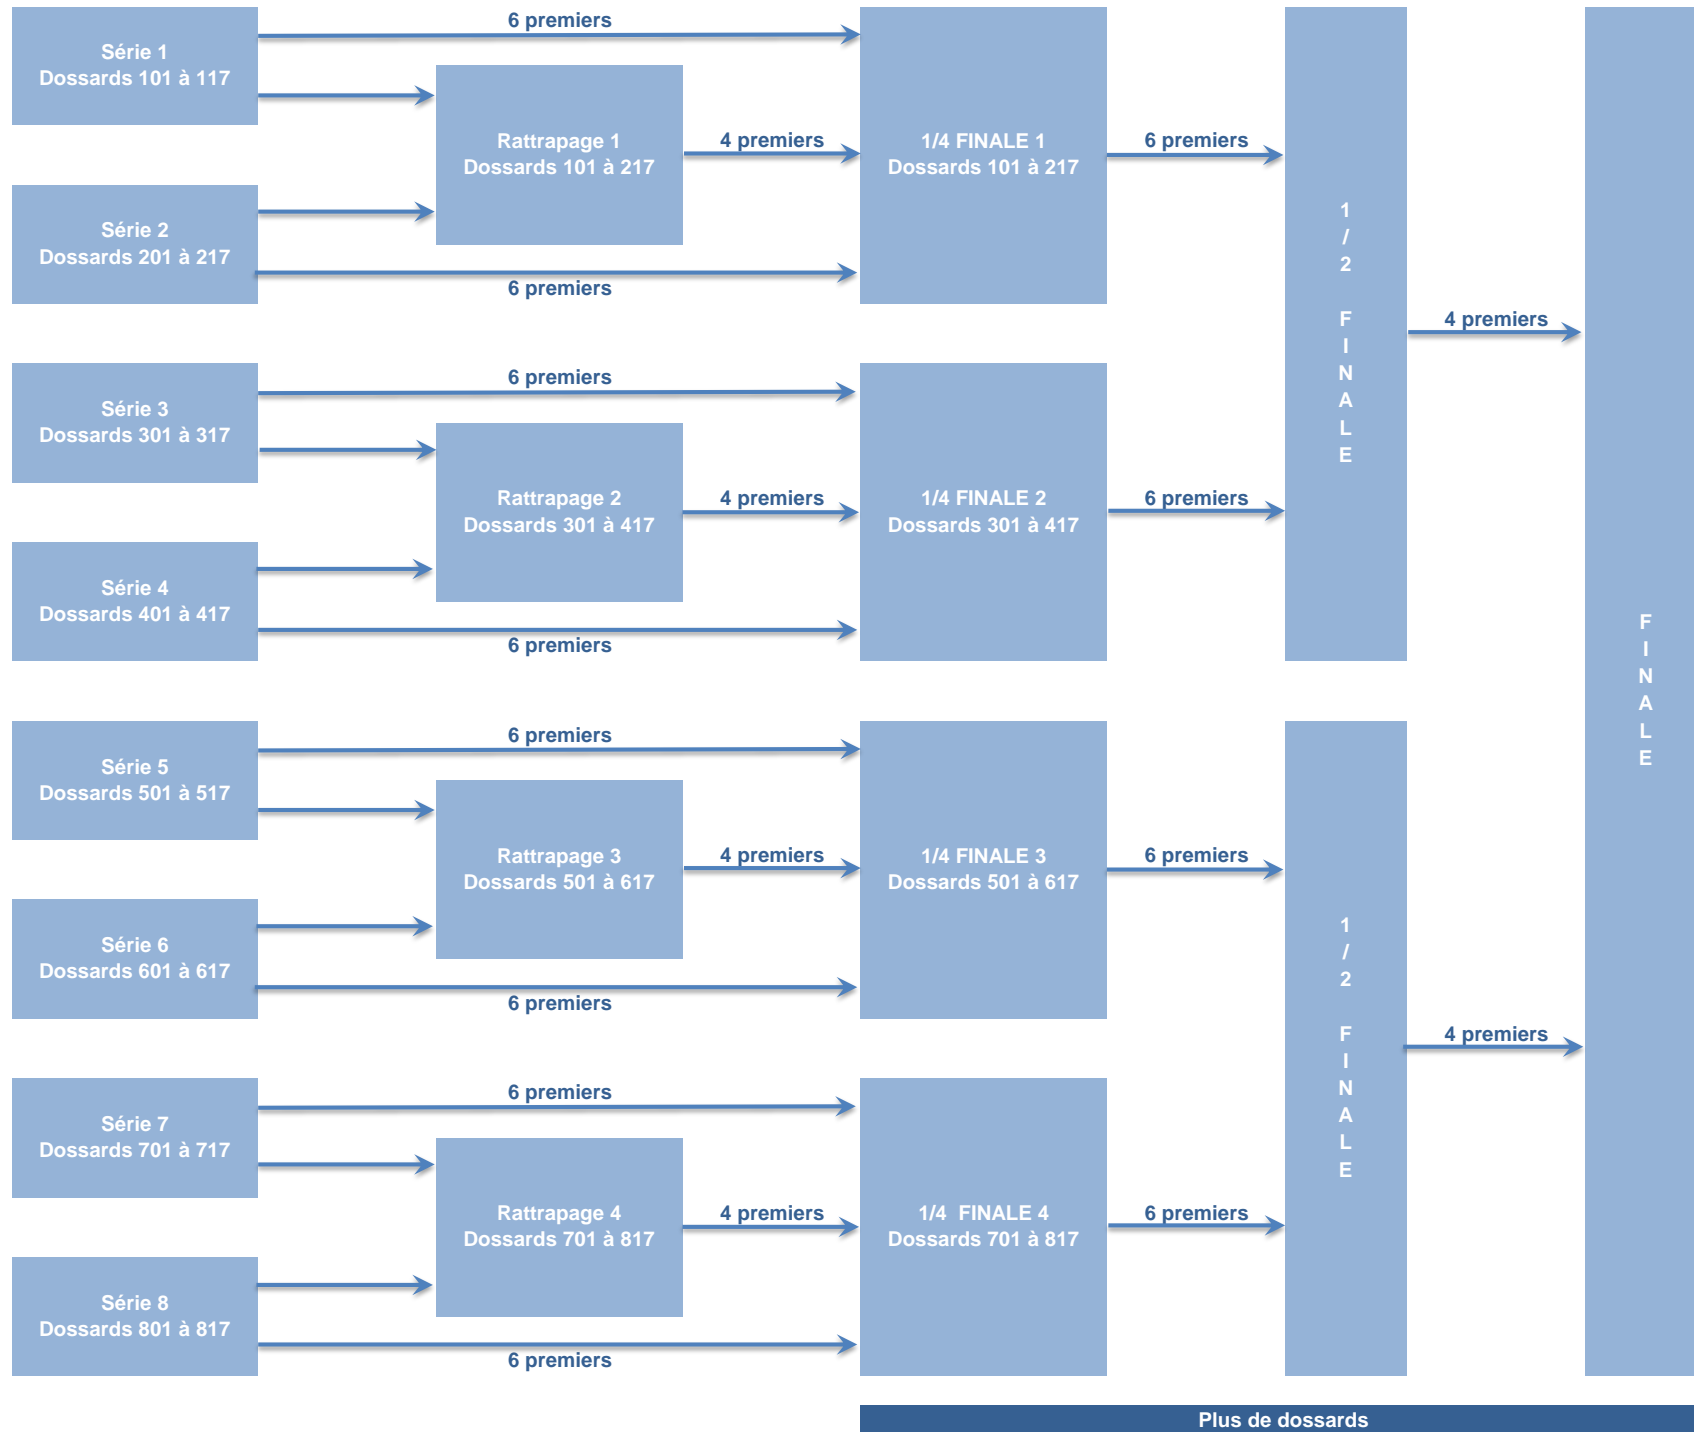 6 premiers
Série 1
Dossards 101 à 117
Rattrapage 1
Dossards 101 à 217
4 premiers
1/4 FINALE 1
Dossards 101 à 217
6 premiers
Série 2
Dossards 201 à 217
6 premiers
1
/
2
F
I
N
A
L
E
4 premiers
6 premiers
Série 3
Dossards 301 à 317
Rattrapage 2
Dossards 301 à 417
4 premiers
1/4 FINALE 2
Dossards 301 à 417
6 premiers
Série 4
Dossards 401 à 417
6 premiers
F
I
N
A
L
E
6 premiers
Série 5
Dossards 501 à 517
Rattrapage 3
Dossards 501 à 617
4 premiers
1/4 FINALE 3
Dossards 501 à 617
6 premiers
Série 6
Dossards 601 à 617
6 premiers
1
/
2
F
I
N
A
L
E
4 premiers
6 premiers
Série 7
Dossards 701 à 717
Rattrapage 4
Dossards 701 à 817
4 premiers
1/4 FINALE 4
Dossards 701 à 817
6 premiers
Série 8
Dossards 801 à 817
6 premiers
Plus de dossards